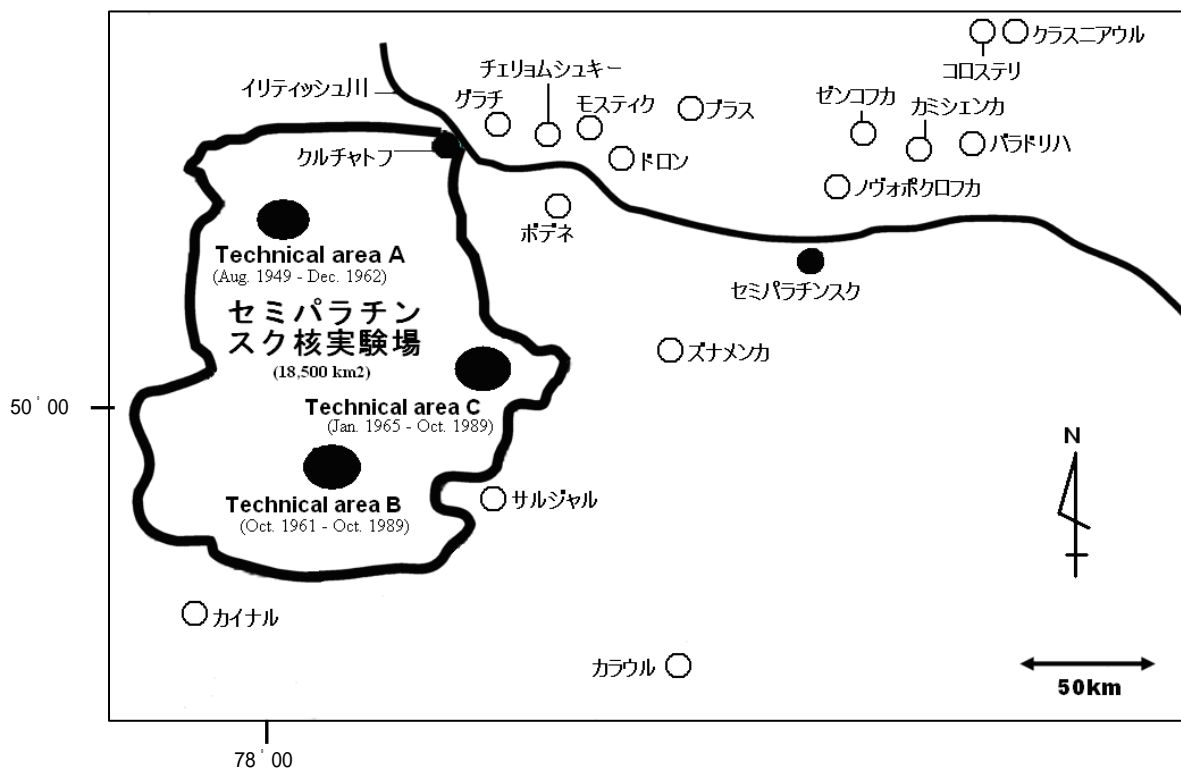 クラスニアウル
コロステリ
チェリョムシュキー
イリティッシュ川
グラチ
モスティク
ブラス
ゼンコフカ
カミシェンカ
バラドリハ
クルチャトフ
ドロン
ノヴォポクロフカ
ボデネ
Technical area A
(Aug. 1949 - Dec. 1962)
セミパラチンスク
セミパラチン
スク核実験場
(18,500 km2)
ズナメンカ
50゜00
Technical area C
(Jan. 1965 - Oct. 1989)
N
Technical area B
(Oct. 1961 - Oct. 1989)
サルジャル
カイナル
カラウル
50km
78゜00